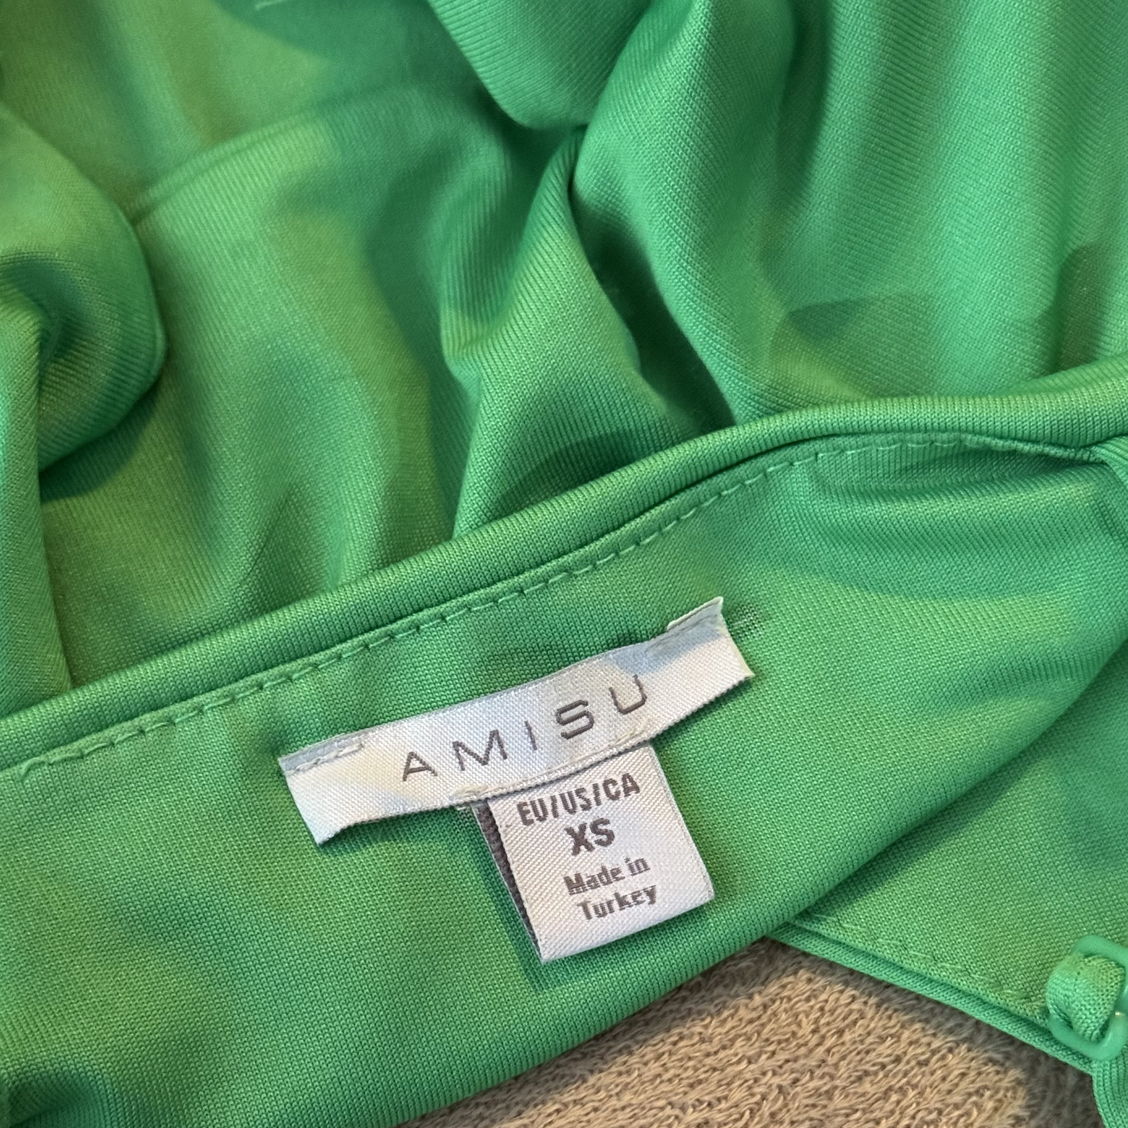 AMISU
EU/US/CA
XS
Made in
Turkey